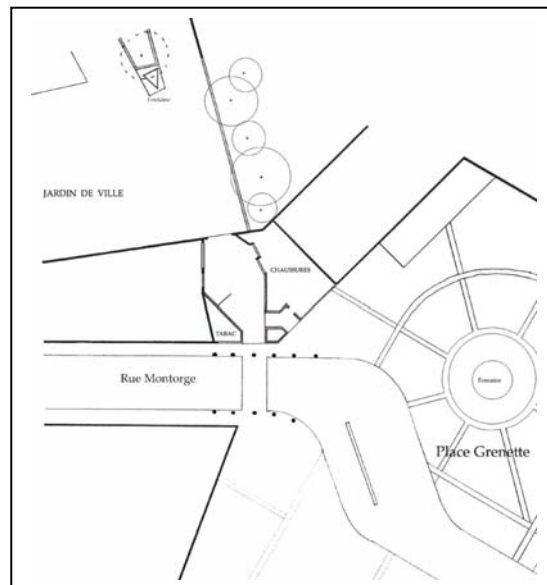 Fontaine
JARDIN DE VILLE
CHAUSSURES
TABAC
Rue Montorge
Fontaine
Place Grenette